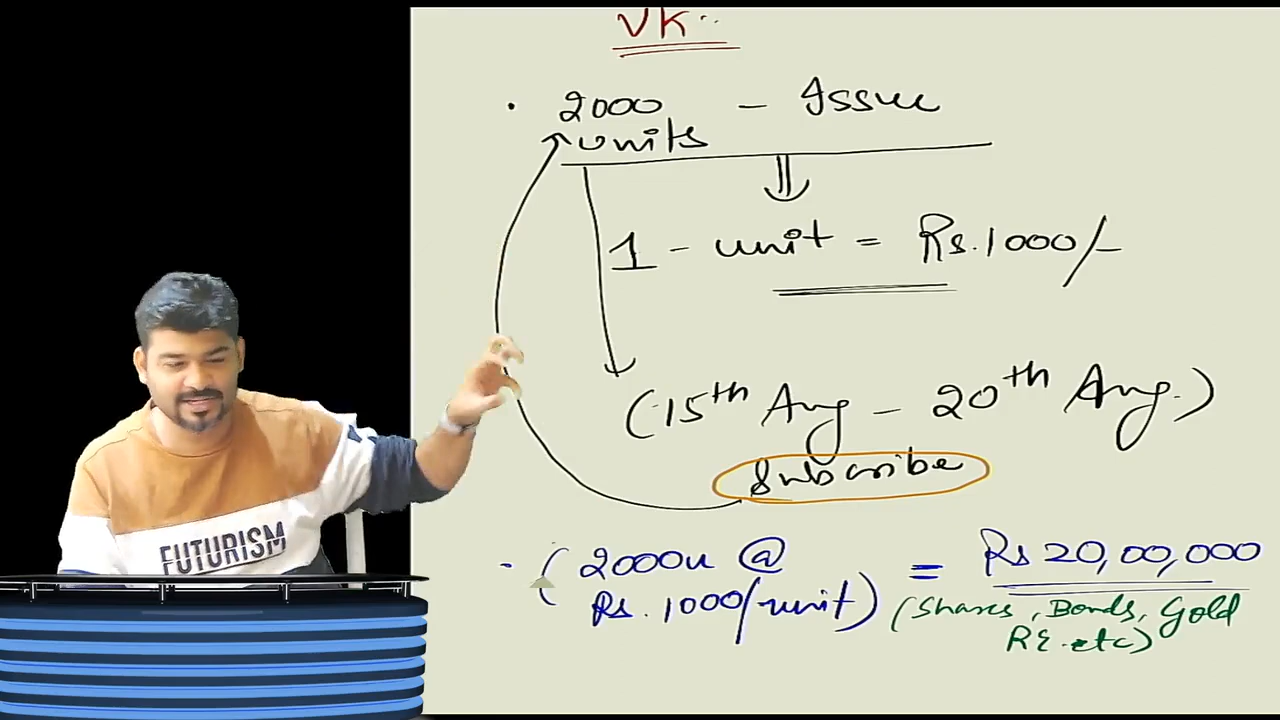 VK..
• 2000 – Issue
units
1 - unit = Rs.1000/-
(15th Aug – 20th Aug.)
Subscribe
• (2000u @ = Rs 20,00,000
Rs. 1000/unit) (Shares, Bonds, Gold
RE. etc)
FUTURISM